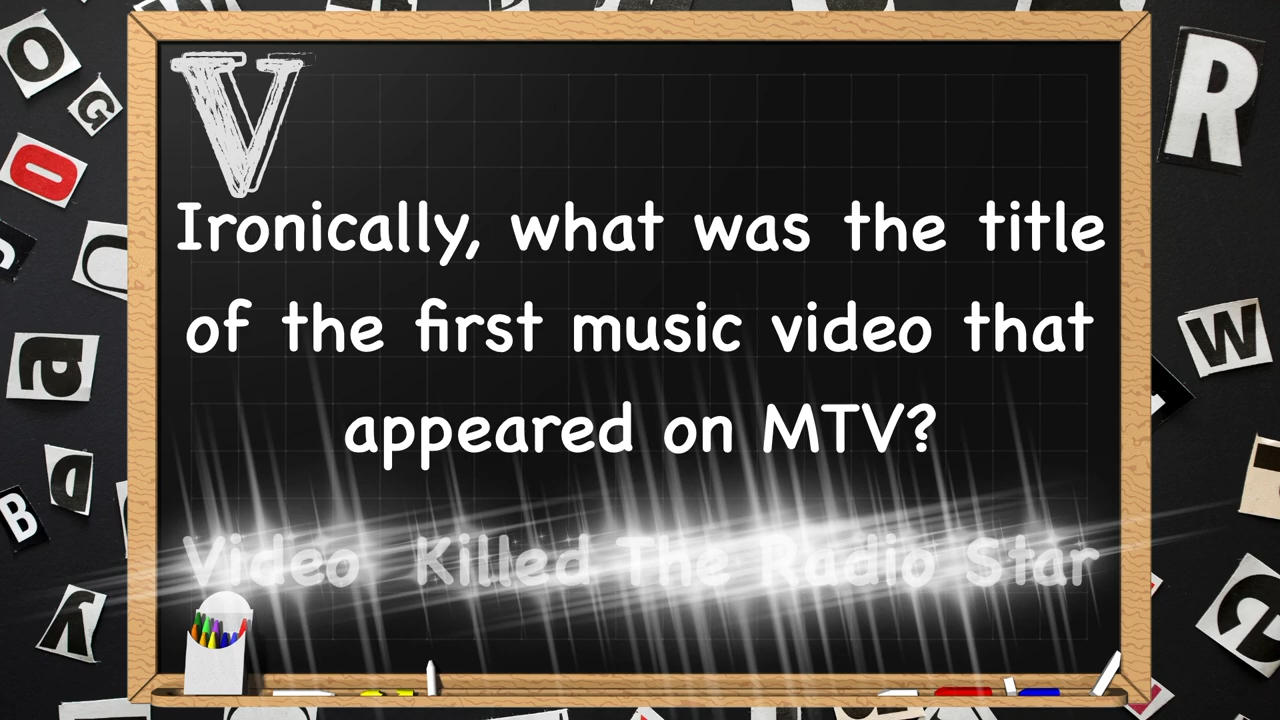 V
Ironically, what was the title
of the first music video that
appeared on MTV?
Video Killed The Radio Star
O
G
O
R
a
W
D
B
y